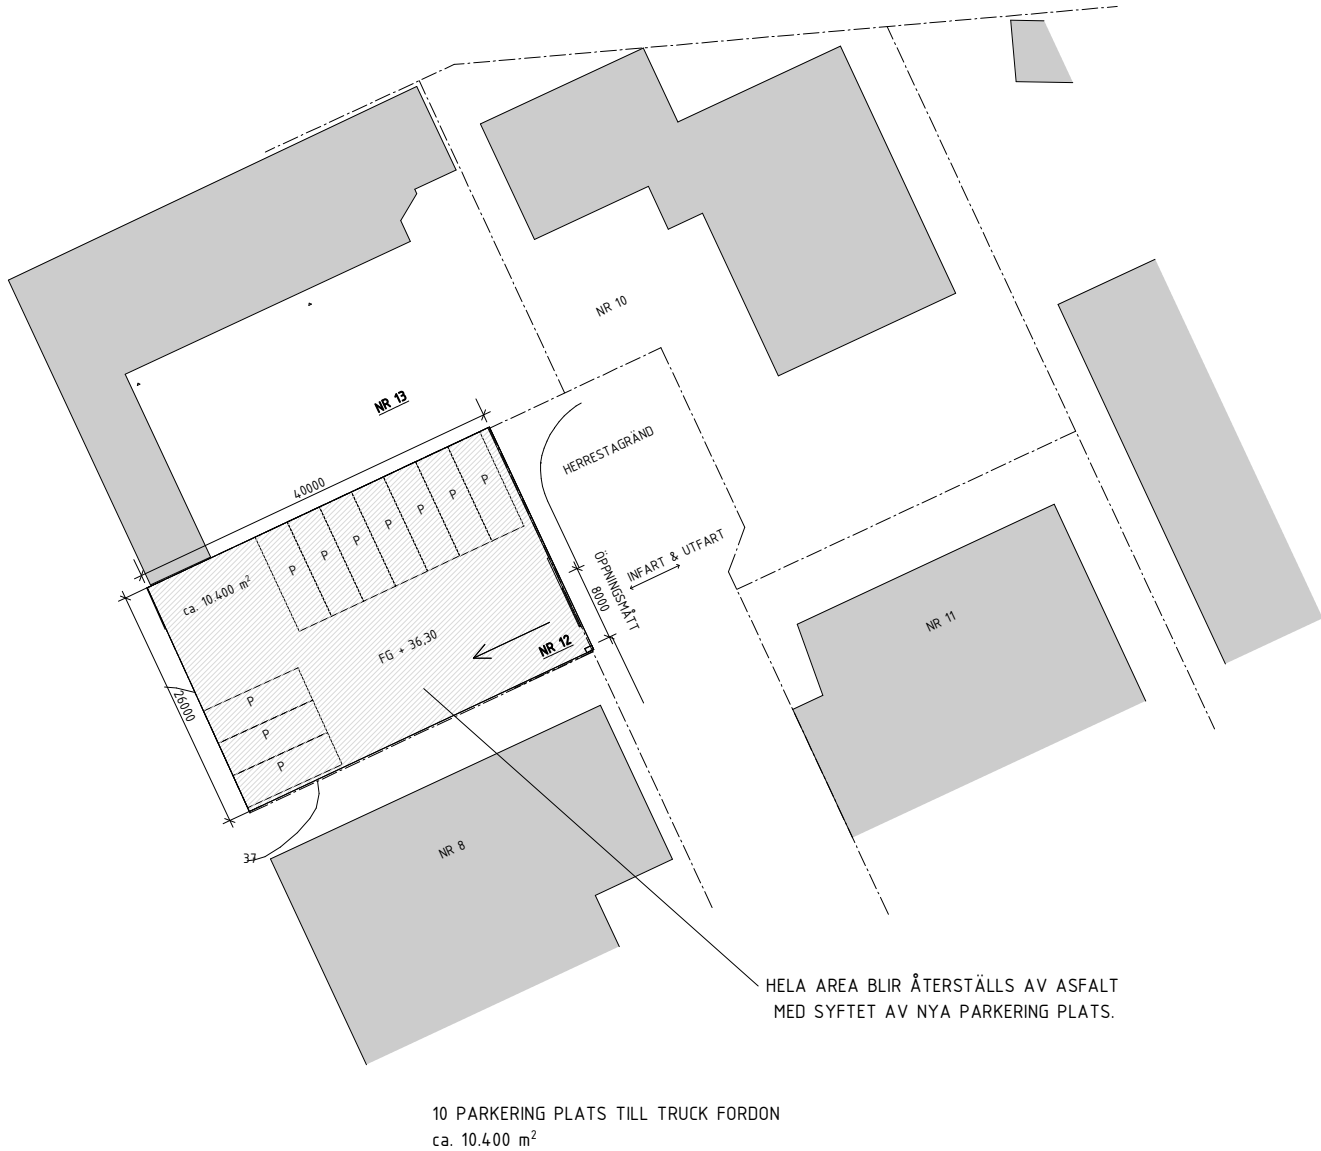 NR 10
NR 13
HERRESTAGRÄND
40000
P
P
P
P
P
P
P
ÖPPNINGSMÅTT
8000
INFART & UTFART
ca. 10.400 m²
FG + 36,30
NR 12
NR 11
26000
P
P
P
37
NR 8
HELA AREA BLIR ÅTERSTÄLLS AV ASFALT
MED SYFTET AV NYA PARKERING PLATS.
10 PARKERING PLATS TILL TRUCK FORDON
ca. 10.400 m²